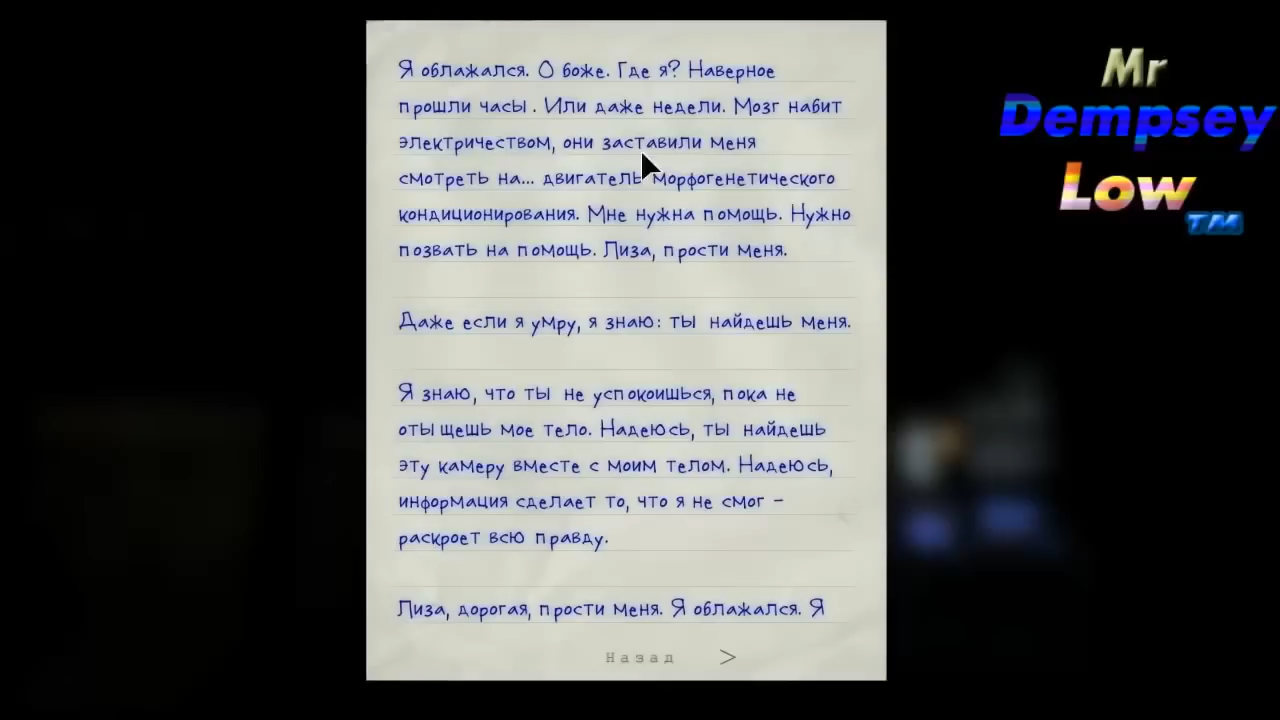 Я облажался. О боже. Где я? Наверное
прошли часы. Или даже недели. Мозг набит
электричеством, они заставили меня
смотреть на... двигатель морфогенетического
кондиционирования. Мне нужна помощь. Нужно
позвать на помощь. Лиза, прости меня.
Даже если я умру, я знаю: ты найдешь меня.
Я знаю, что ты не успокоишься, пока не
отыщешь мое тело. Надеюсь, ты найдешь
эту камеру вместе с моим телом. Надеюсь,
информация сделает то, что я не смог -
раскроет всю правду.
Лиза, дорогая, прости меня. Я облажался. Я
Назад >
Mr
Dempsey
Low
TM